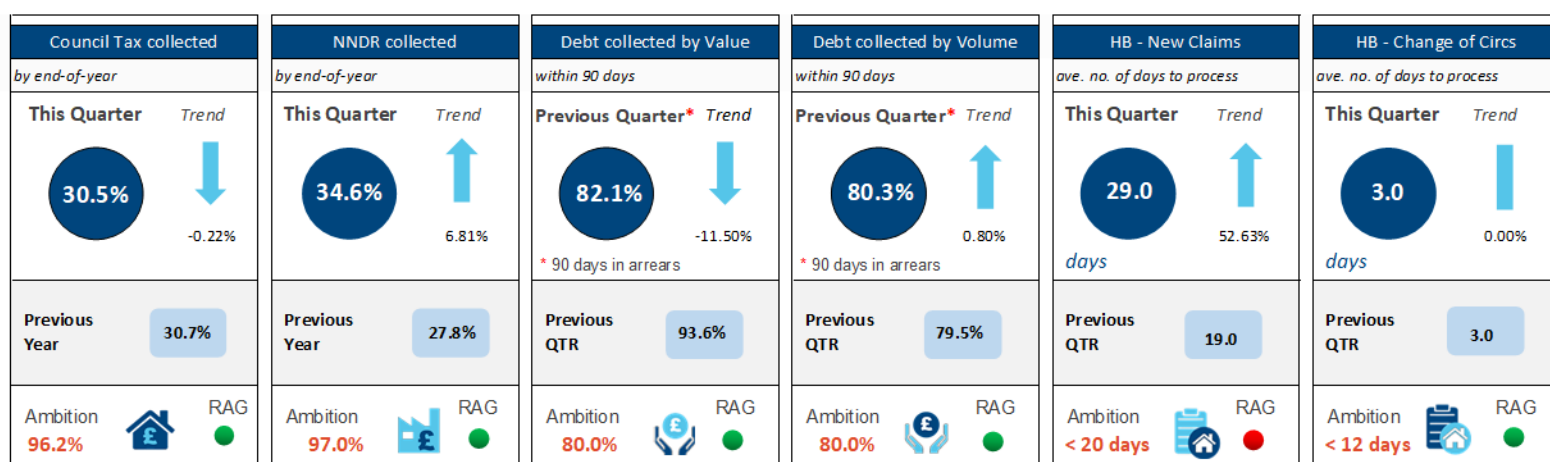 Council Tax collected
by end-of-year
This Quarter Trend
30.5%
-0.22%
Previous
Year
30.7%
Ambition
96.2%
£
RAG
NNDR collected
by end-of-year
This Quarter Trend
34.6%
6.81%
Previous
Year
27.8%
Ambition
97.0%
£
RAG
Debt collected by Value
within 90 days
Previous Quarter* Trend
82.1%
-11.50%
* 90 days in arrears
Previous
QTR
93.6%
Ambition
80.0%
£
RAG
Debt collected by Volume
within 90 days
Previous Quarter* Trend
80.3%
0.80%
* 90 days in arrears
Previous
QTR
79.5%
Ambition
80.0%
£
RAG
HB - New Claims
ave. no. of days to process
This Quarter Trend
29.0
52.63%
days
Previous
QTR
19.0
Ambition
< 20 days
RAG
HB - Change of Circs
ave. no. of days to process
This Quarter Trend
3.0
0.00%
days
Previous
QTR
3.0
Ambition
< 12 days
RAG